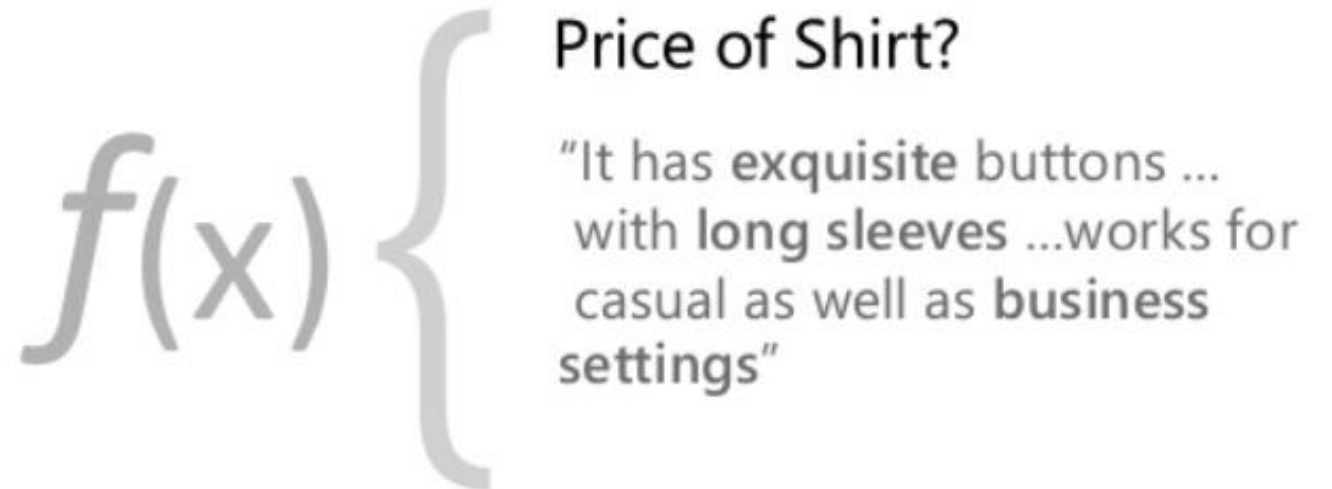 f(x)
Price of Shirt?
"It has exquisite buttons ...
with long sleeves ...works for
casual as well as business
settings"